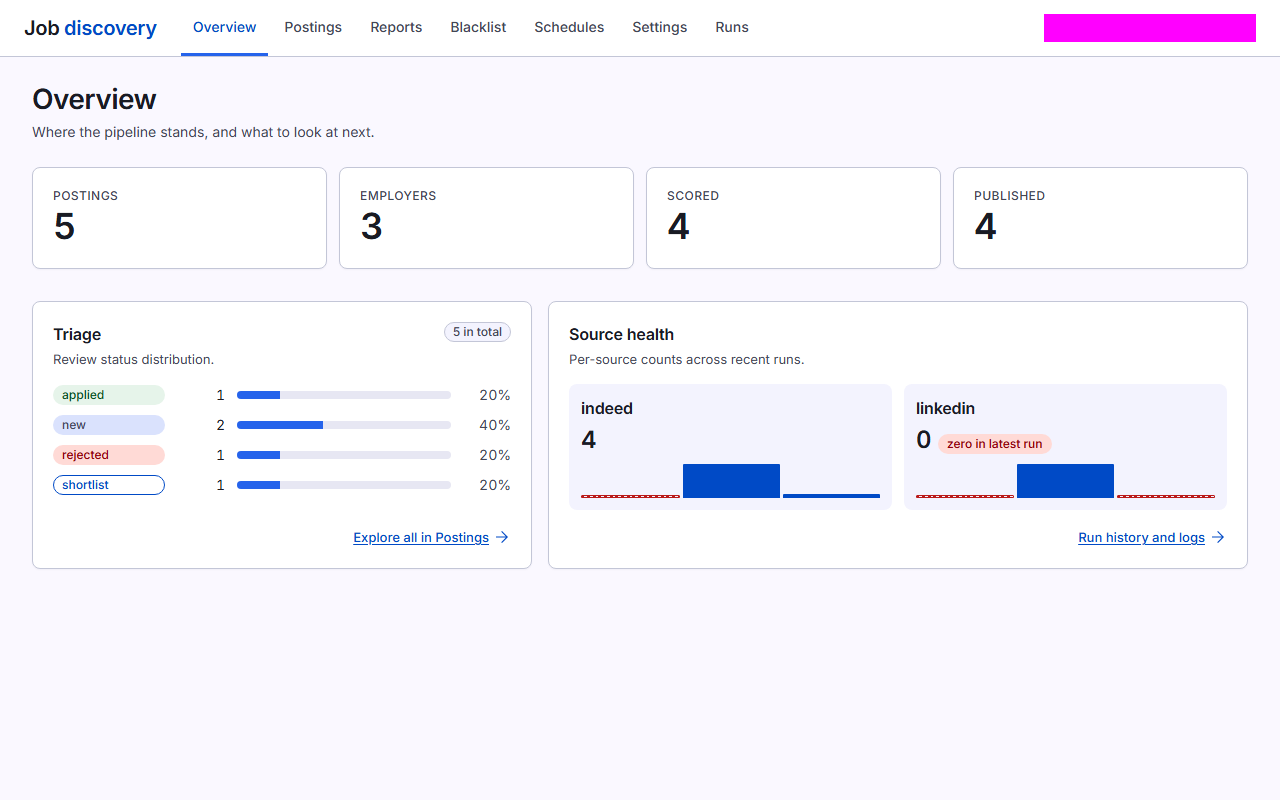 Job discovery Overview Postings Reports Blacklist Schedules Settings Runs
Overview
Where the pipeline stands, and what to look at next.
POSTINGS EMPLOYERS SCORED PUBLISHED
5 3 4 4
Triage 5 in total
Review status distribution.
applied 1 20%
new 2 40%
rejected 1 20%
shortlist 1 20%
Explore all in Postings
Source health
Per-source counts across recent runs.
indeed
4
linkedin
0 zero in latest run
Run history and logs